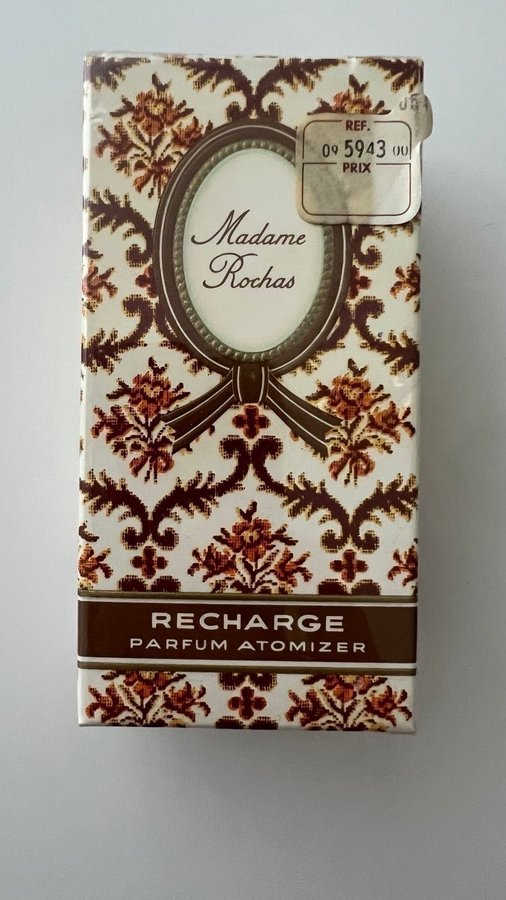 REF.
09 5943 00
PRIX
Madame
Rochas
RECHARGE
PARFUM ATOMIZER